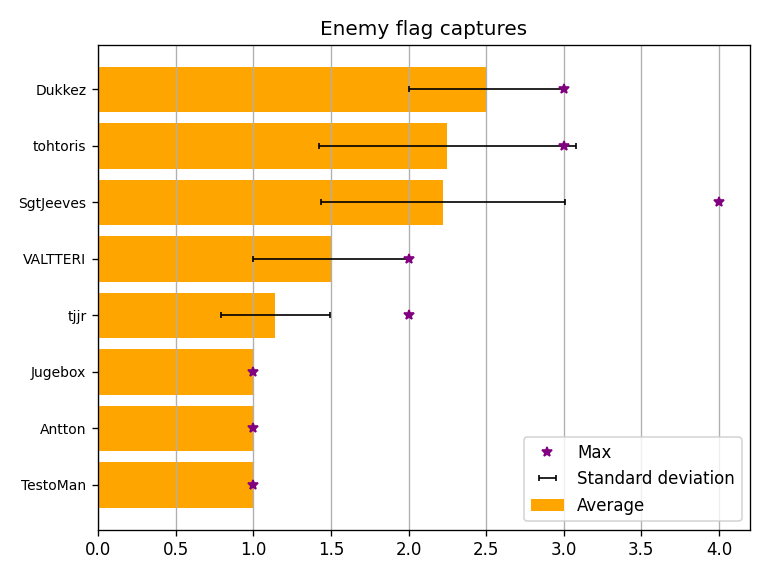 Enemy flag captures
Dukkez
tohtoris
SgtJeeves
VALTTERI
tjjr
Jugebox
Antton
TestoMan
Max
Standard deviation
Average
0.0 0.5 1.0 1.5 2.0 2.5 3.0 3.5 4.0